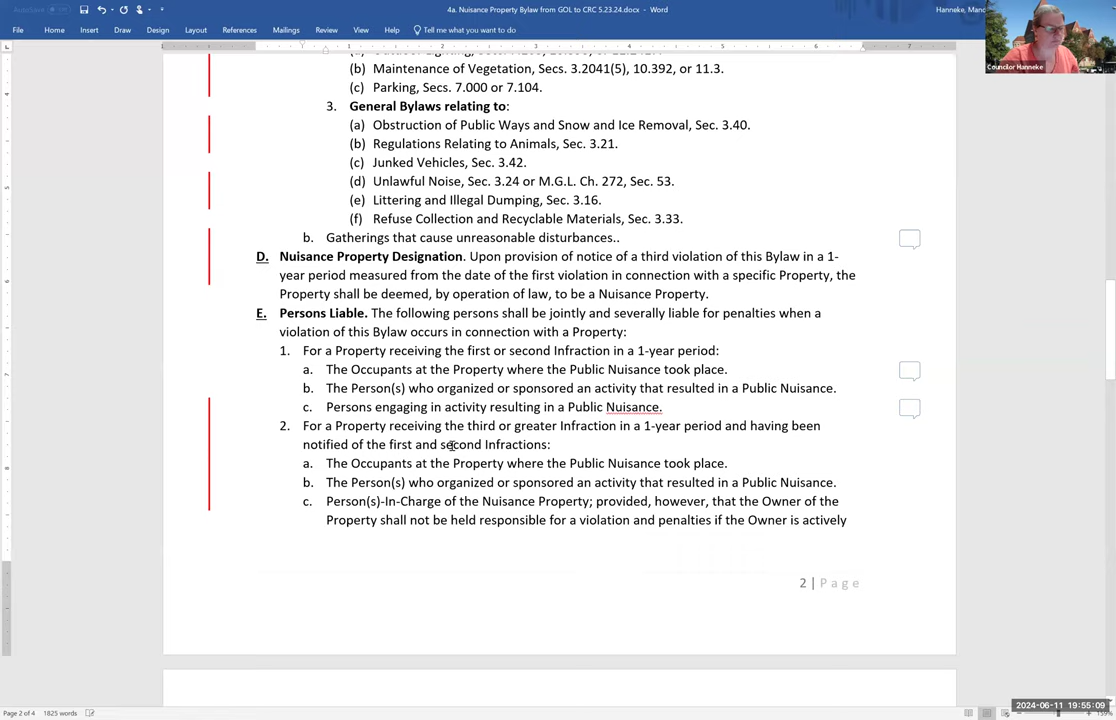 4a. Nuisance Property Bylaw from GOL to CRC 5.23.24.docx - Word
File Home Insert Draw Design Layout References Mailings Review View Help Tell me what you want to do
Councilor Hanneke
(b) Maintenance of Vegetation, Secs. 3.2041(5), 10.392, or 11.3.
(c) Parking, Secs. 7.000 or 7.104.
3. General Bylaws relating to:
(a) Obstruction of Public Ways and Snow and Ice Removal, Sec. 3.40.
(b) Regulations Relating to Animals, Sec. 3.21.
(c) Junked Vehicles, Sec. 3.42.
(d) Unlawful Noise, Sec. 3.24 or M.G.L. Ch. 272, Sec. 53.
(e) Littering and Illegal Dumping, Sec. 3.16.
(f) Refuse Collection and Recyclable Materials, Sec. 3.33.
b. Gatherings that cause unreasonable disturbances..
D. Nuisance Property Designation. Upon provision of notice of a third violation of this Bylaw in a 1-
year period measured from the date of the first violation in connection with a specific Property, the
Property shall be deemed, by operation of law, to be a Nuisance Property.
E. Persons Liable. The following persons shall be jointly and severally liable for penalties when a
violation of this Bylaw occurs in connection with a Property:
1. For a Property receiving the first or second Infraction in a 1-year period:
a. The Occupants at the Property where the Public Nuisance took place.
b. The Person(s) who organized or sponsored an activity that resulted in a Public Nuisance.
c. Persons engaging in activity resulting in a Public Nuisance.
2. For a Property receiving the third or greater Infraction in a 1-year period and having been
notified of the first and second Infractions:
a. The Occupants at the Property where the Public Nuisance took place.
b. The Person(s) who organized or sponsored an activity that resulted in a Public Nuisance.
c. Person(s)-In-Charge of the Nuisance Property; provided, however, that the Owner of the
Property shall not be held responsible for a violation and penalties if the Owner is actively
2 | Page
Page 2 of 4 1825 words
2024-06-11 19:55:09